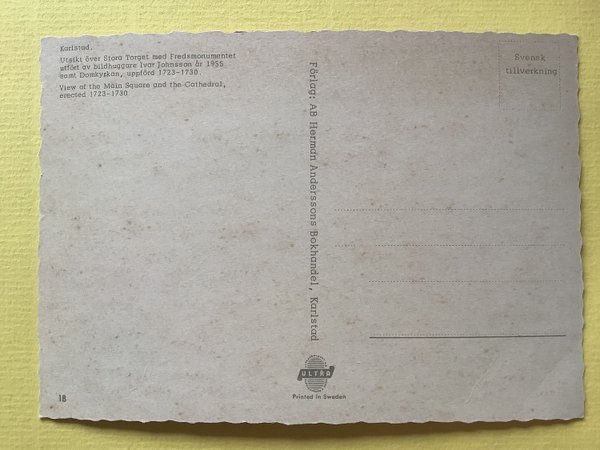 Karlstad.
Utsikt över Stora Torget med Fredsmonumentet
utfört av bildhuggare Ivar Johnsson år 1955
samt Domkyrkan, uppförd 1723-1730.
View of the Main Square and the Cathedral,
erected 1723-1730.
Svensk
tillverkning
Förlag: AB Herman Anderssons Bokhandel, Karlstad
ULTRA
Printed in Sweden
18